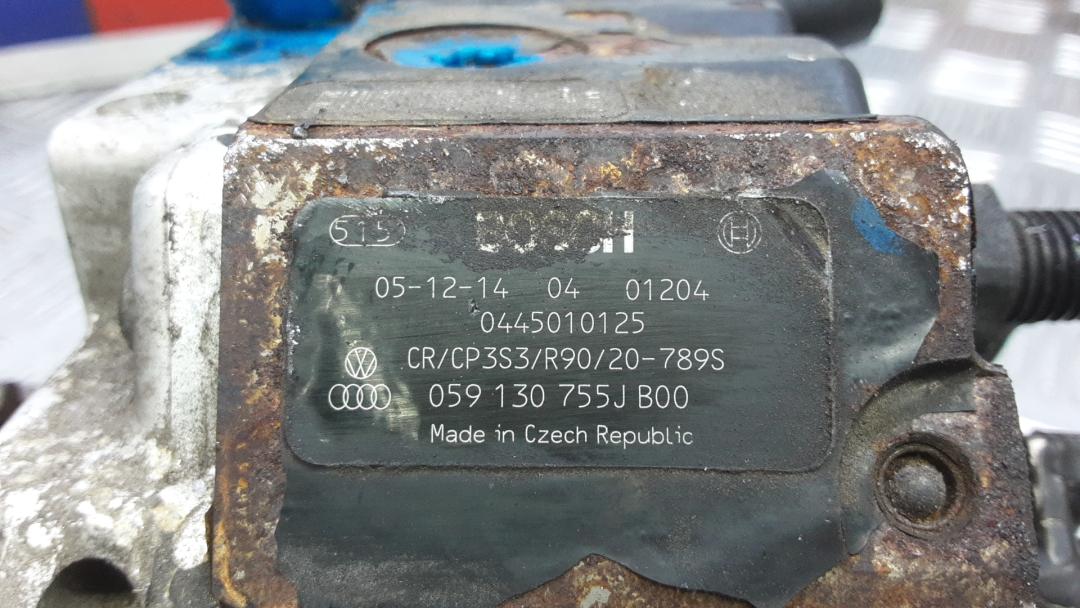 515 BOSCH
05-12-14 04 01204
0445010125
CR/CP3S3/R90/20-789S
059 130 755J B00
Made in Czech Republic